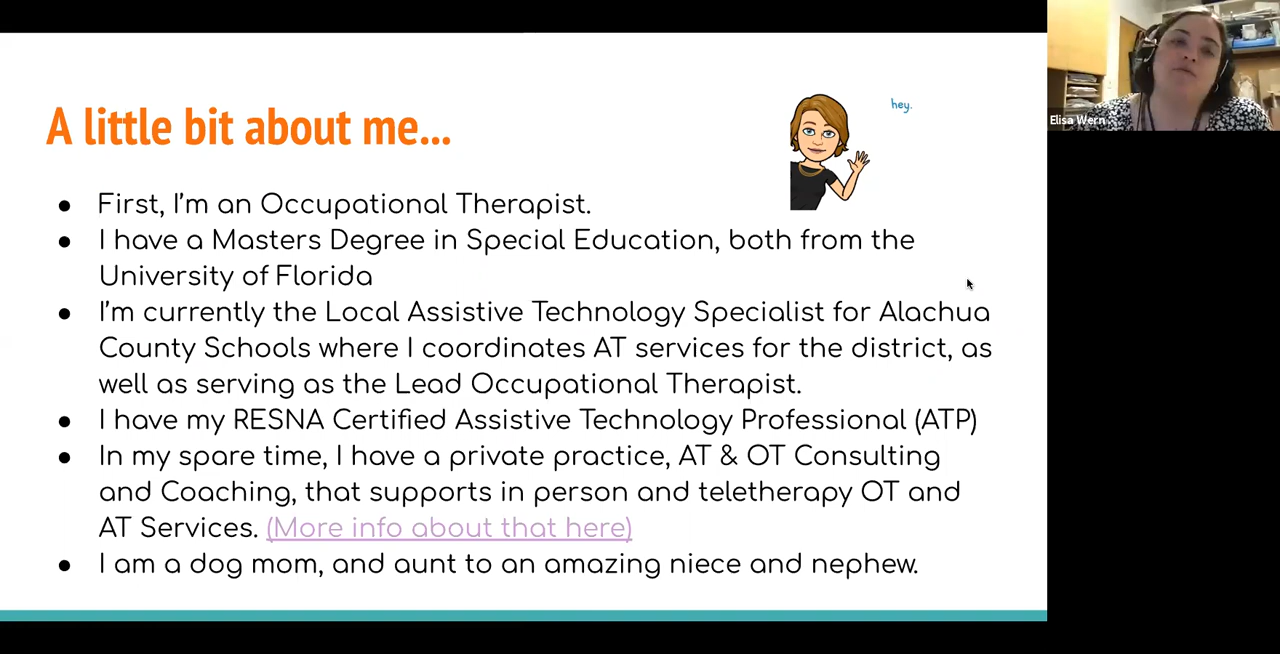 A little bit about me...
hey.
Elisa Wern
● First, I'm an Occupational Therapist.
● I have a Masters Degree in Special Education, both from the
University of Florida
● I'm currently the Local Assistive Technology Specialist for Alachua
County Schools where I coordinates AT services for the district, as
well as serving as the Lead Occupational Therapist.
● I have my RESNA Certified Assistive Technology Professional (ATP)
● In my spare time, I have a private practice, AT & OT Consulting
and Coaching, that supports in person and teletherapy OT and
AT Services. (More info about that here)
● I am a dog mom, and aunt to an amazing niece and nephew.